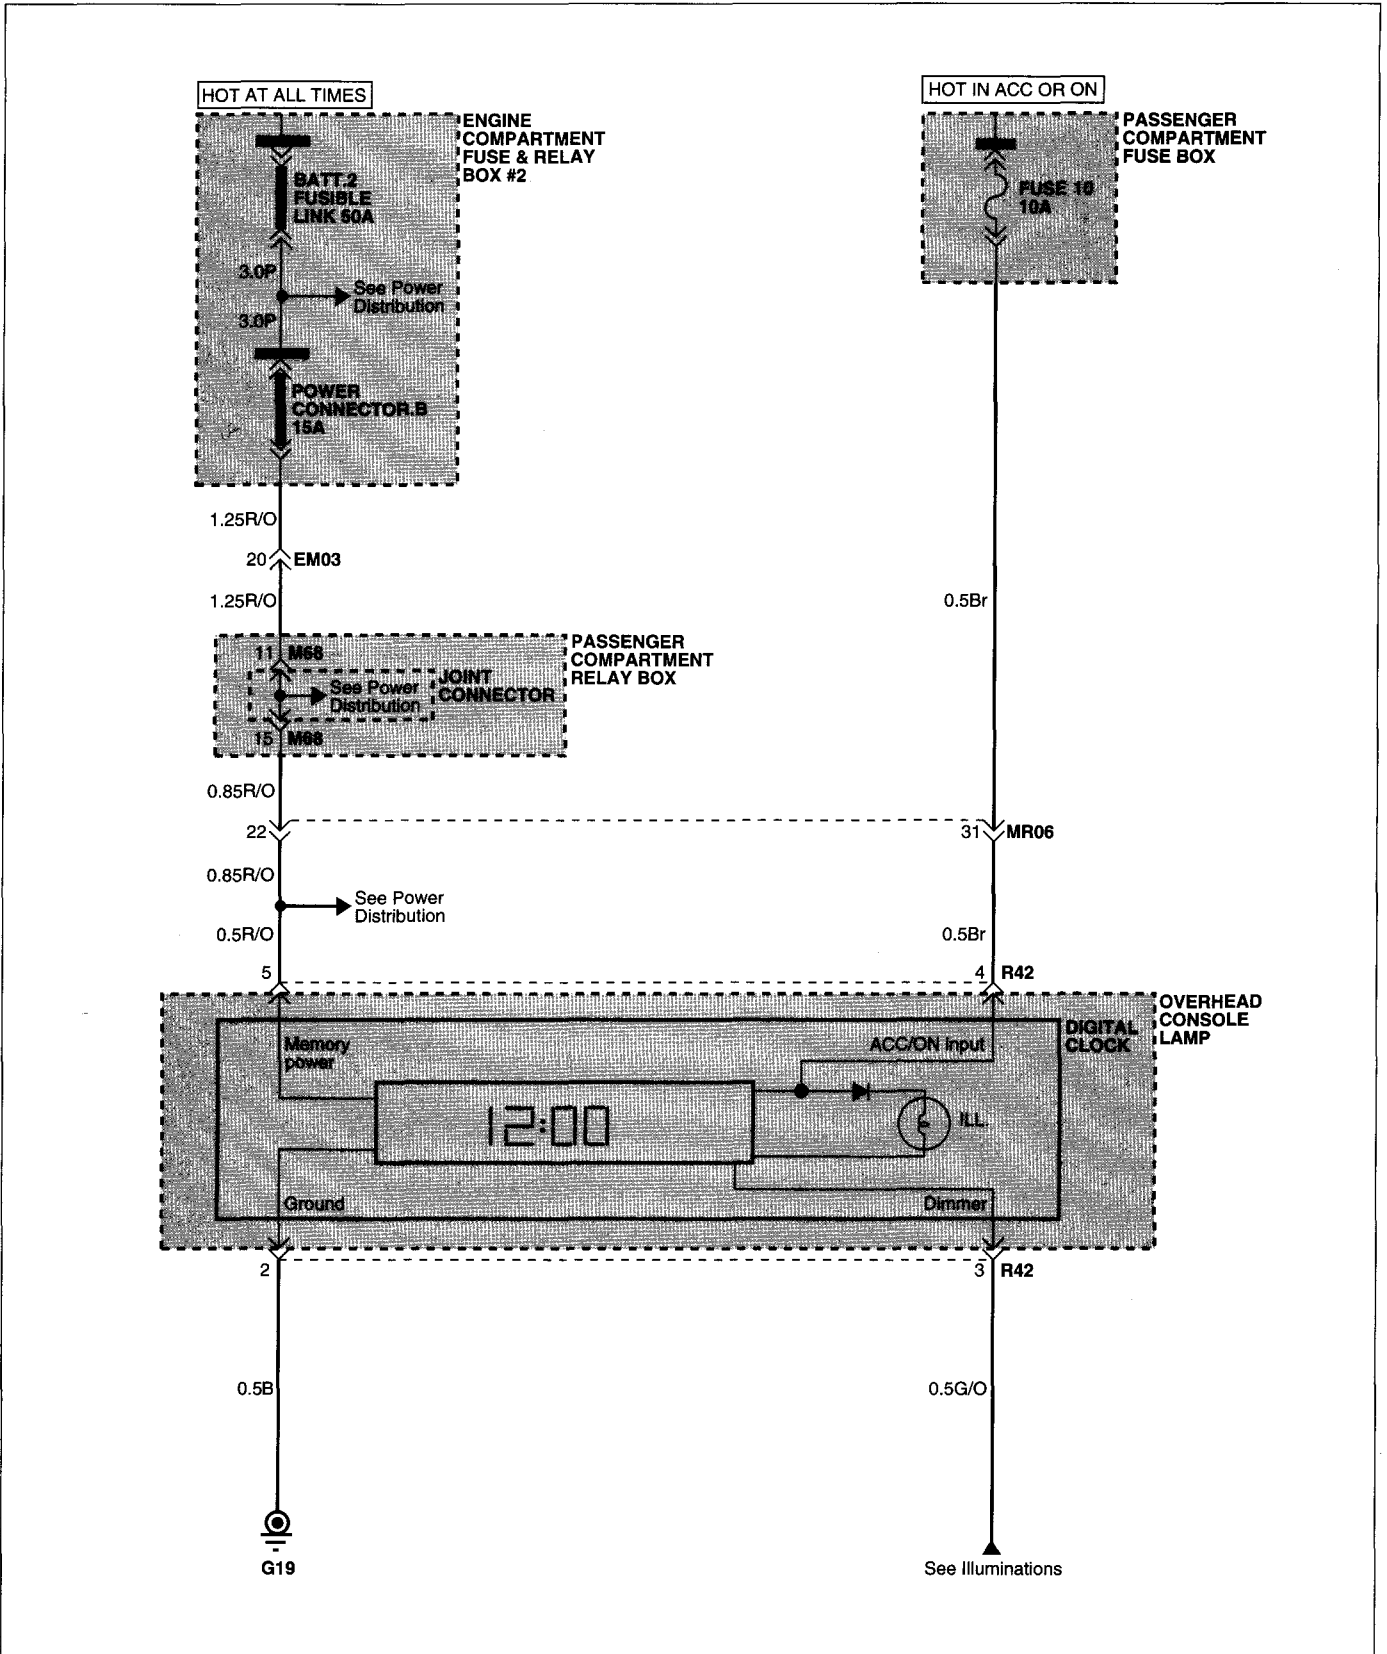 HOT AT ALL TIMES
HOT IN ACC OR ON
ENGINE
COMPARTMENT
FUSE & RELAY
BOX #2
PASSENGER
COMPARTMENT
FUSE BOX
BATT.2
FUSIBLE
LINK 50A
FUSE 10
10A
3.0P
See Power
Distribution
3.0P
POWER
CONNECTOR.B
15A
1.25R/O
20
EM03
1.25R/O
0.5Br
PASSENGER
COMPARTMENT
RELAY BOX
11
M68
JOINT
CONNECTOR
See Power
Distribution
15
M68
0.85R/O
22
31
MR06
0.85R/O
See Power
Distribution
0.5R/O
0.5Br
5
4
R42
OVERHEAD
CONSOLE
LAMP
DIGITAL
CLOCK
Memory
power
ACC/ON input
12:00
ILL.
Ground
Dimmer
2
3
R42
0.5B
0.5G/O
G19
See Illuminations